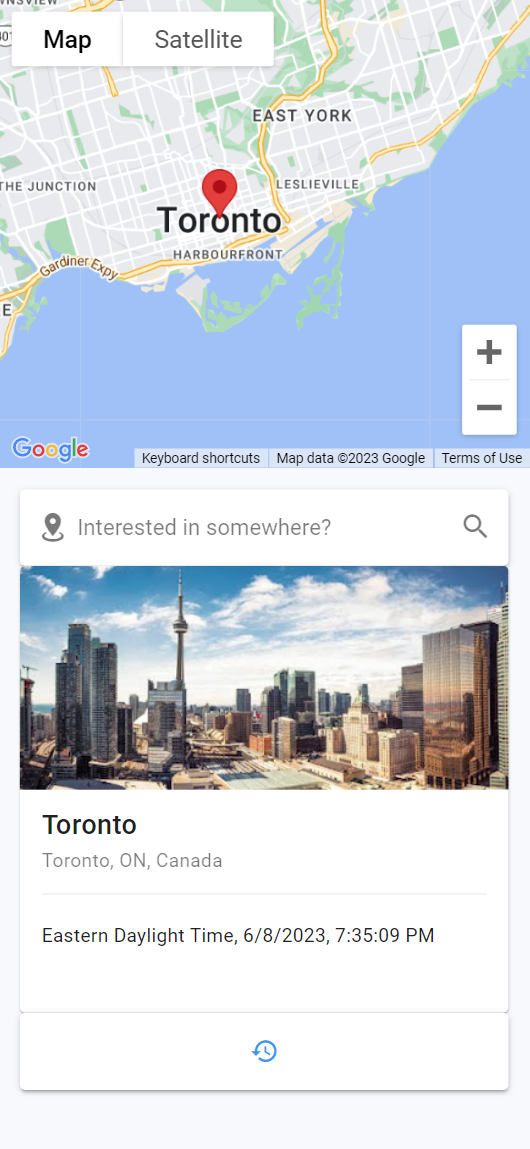 Map
Satellite
EAST YORK
THE JUNCTION
LESLIEVILLE
Toronto
HARBOURFRONT
Gardiner Expy
Google
Keyboard shortcuts
Map data ©2023 Google
Terms of Use
Interested in somewhere?
Toronto
Toronto, ON, Canada
Eastern Daylight Time, 6/8/2023, 7:35:09 PM